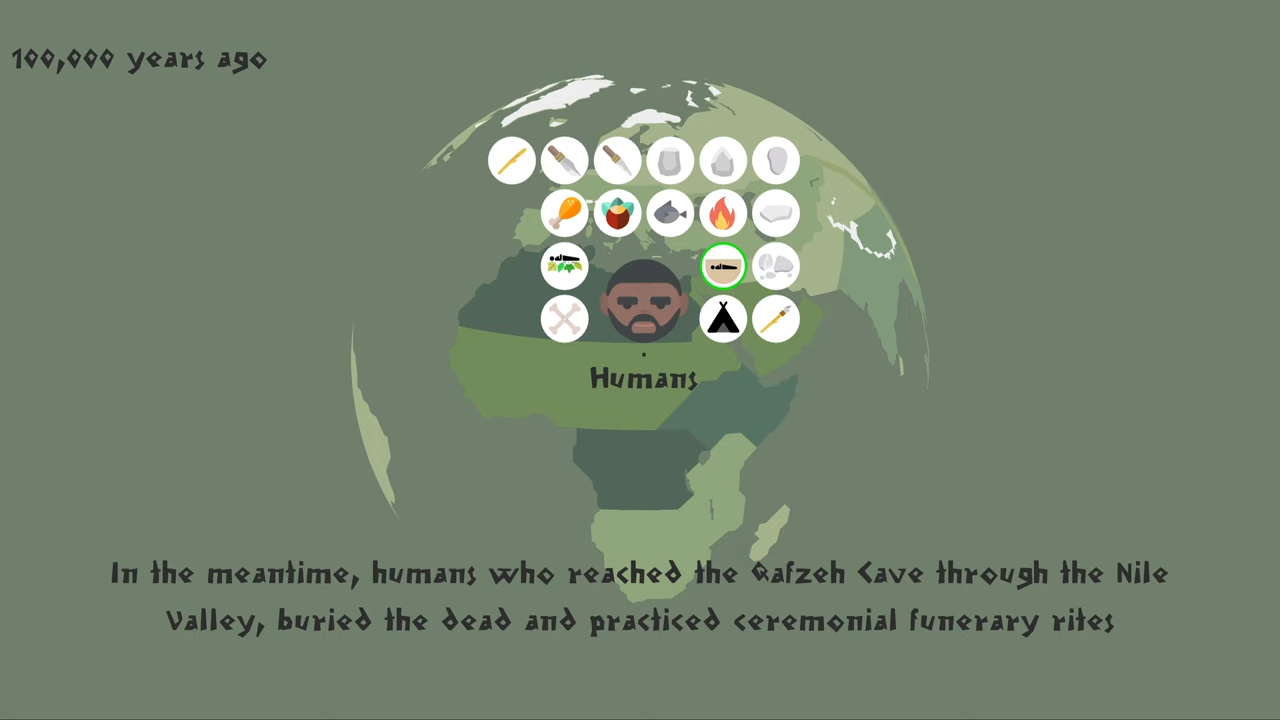 100,000 years ago
Humans
In the meantime, humans who reached the Qafzeh Cave through the Nile
Valley, buried the dead and practiced ceremonial funerary rites